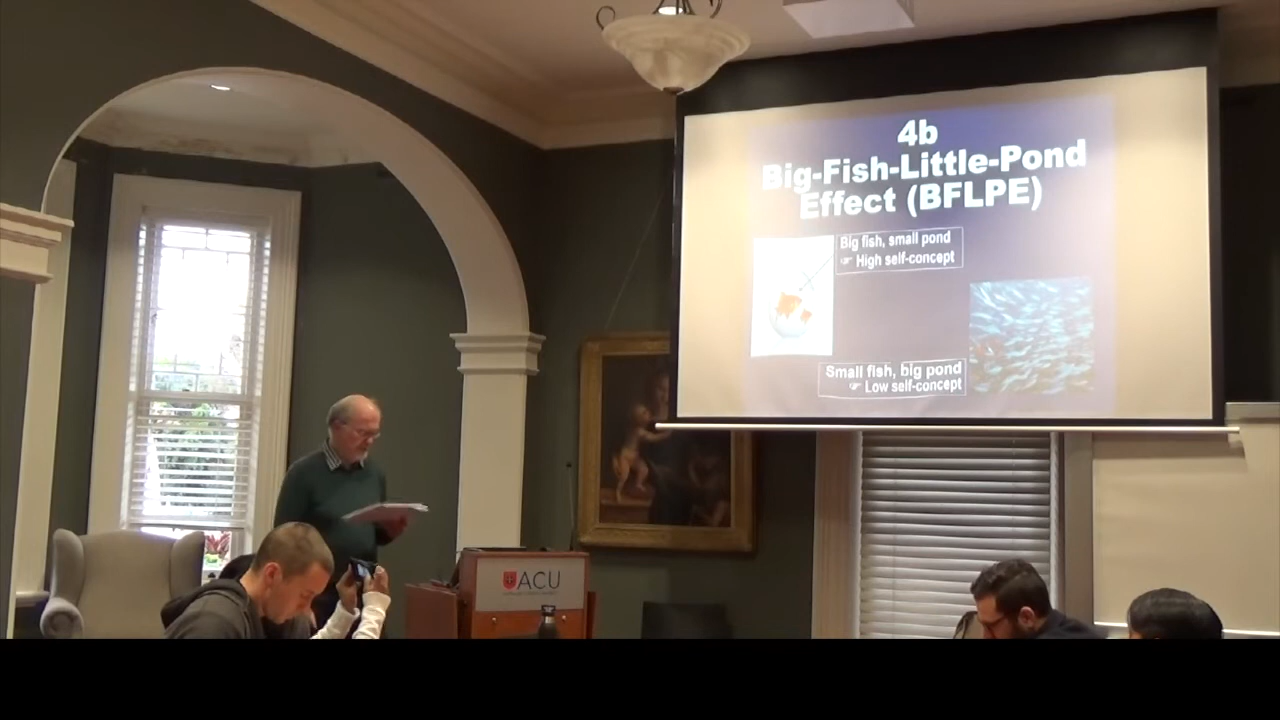 4b
Big-Fish-Little-Pond
Effect (BFLPE)
Big fish, small pond
☞ High self-concept
Small fish, big pond
☞ Low self-concept
ACU